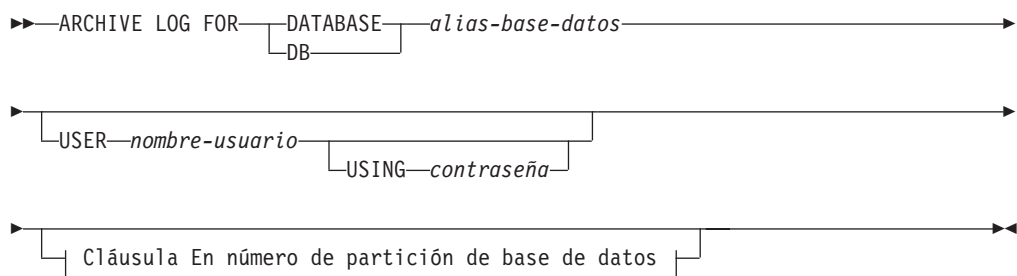 ARCHIVE LOG FOR DATABASE alias-base-datos
DB
USER nombre-usuario
USING contraseña
Cláusula En número de partición de base de datos